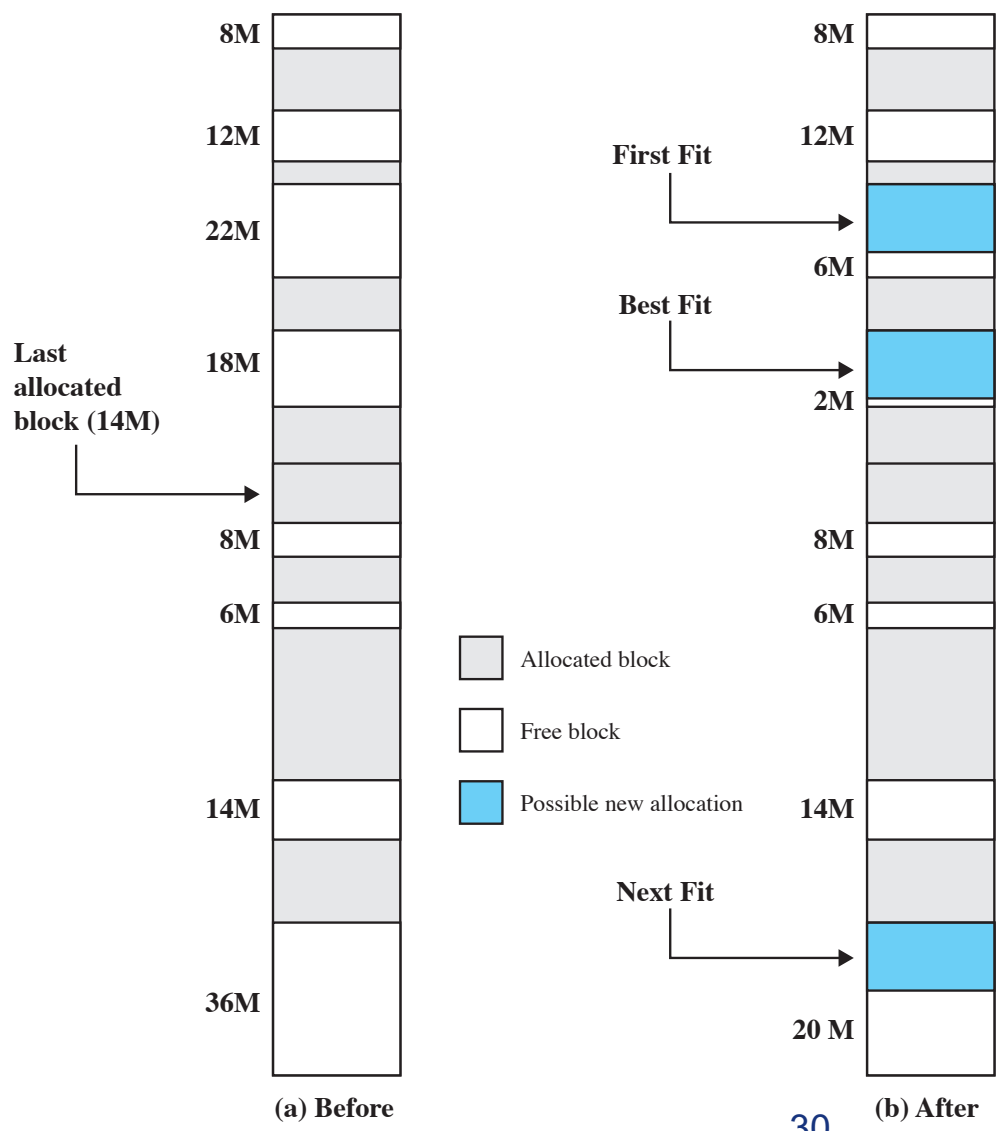 8M
12M
22M
18M
Last
allocated
block (14M)
8M
6M
14M
36M
(a) Before
Allocated block
Free block
Possible new allocation
8M
12M
First Fit
6M
Best Fit
2M
8M
6M
14M
Next Fit
20 M
(b) After